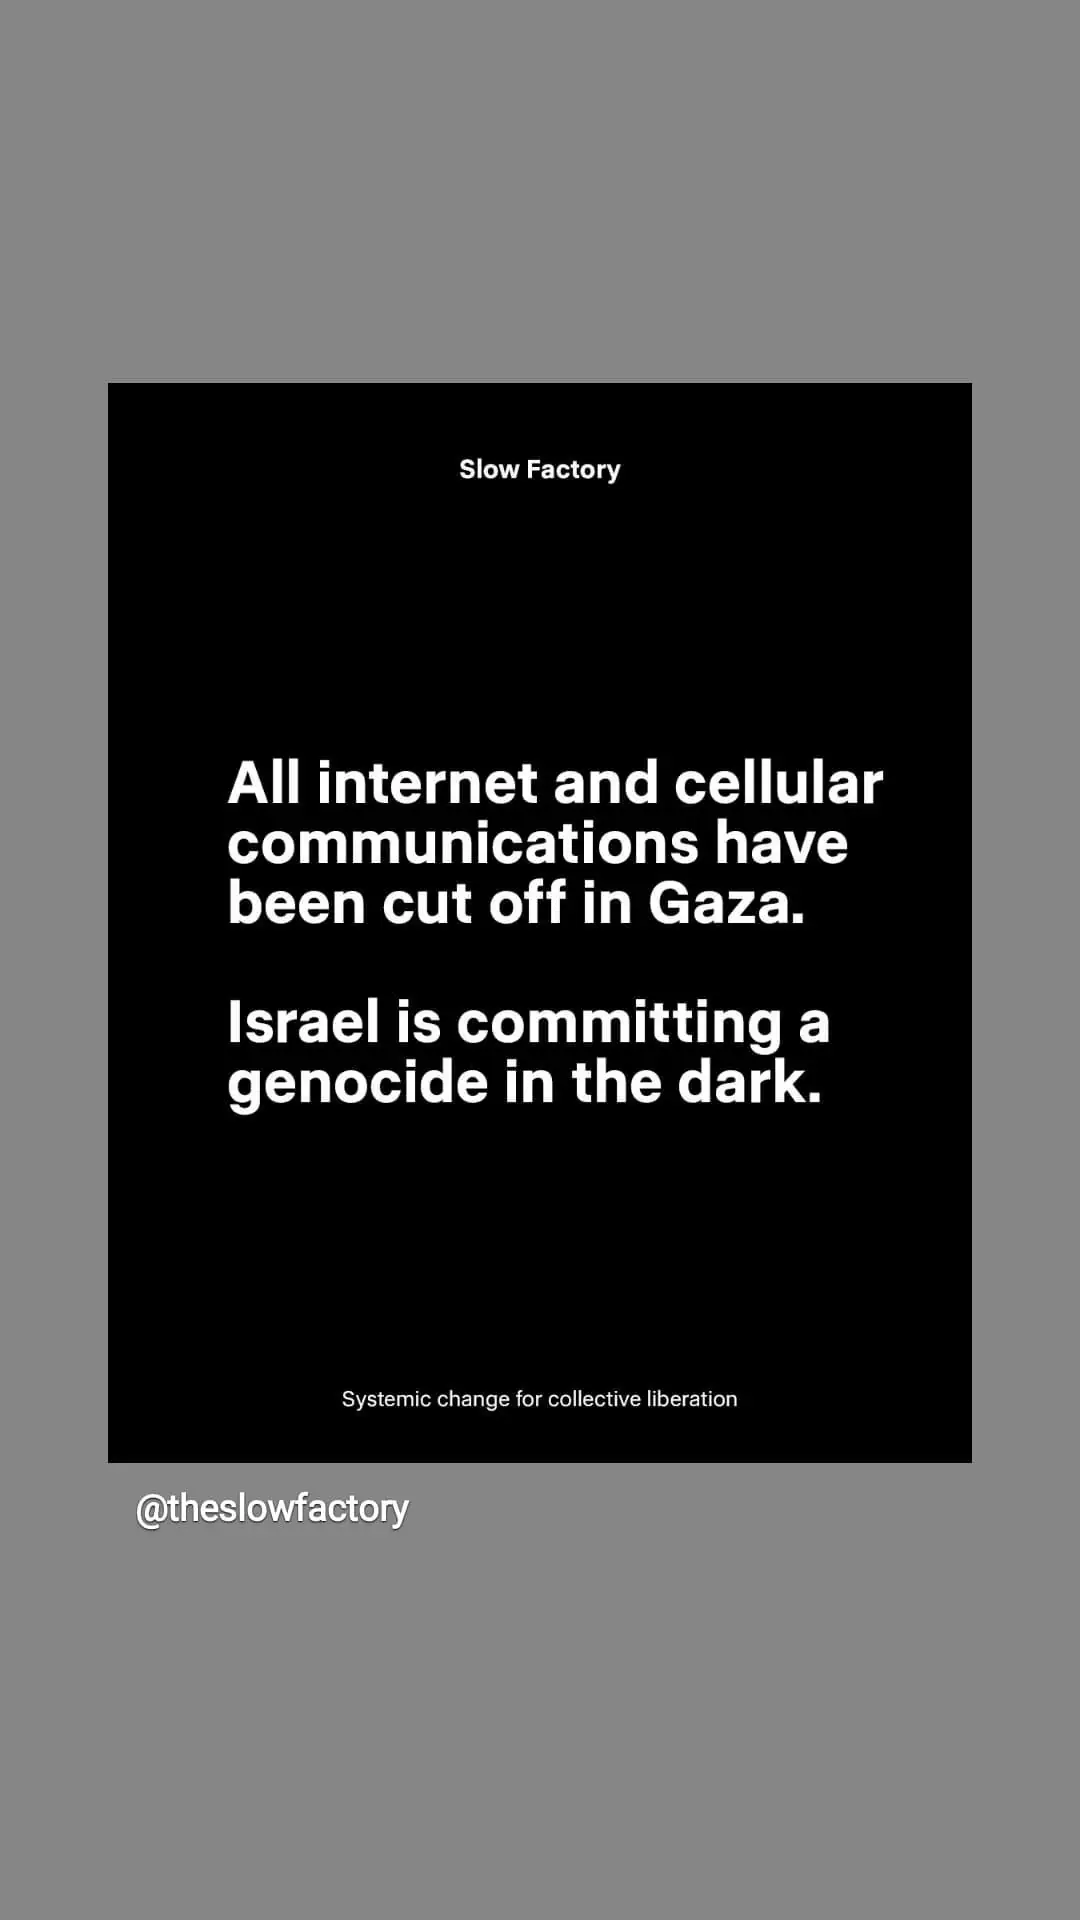 Slow Factory
All internet and cellular
communications have
been cut off in Gaza.
Israel is committing a
genocide in the dark.
Systemic change for collective liberation
@theslowfactory